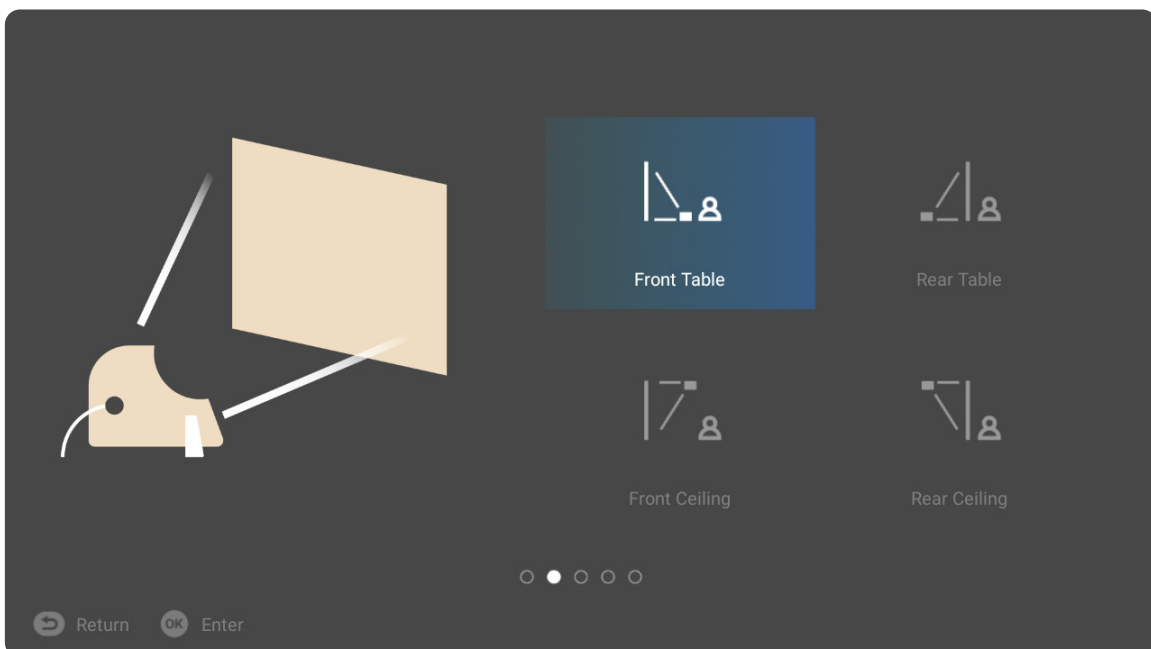 Front Table
Rear Table
Front Ceiling
Rear Ceiling
Return
OK
Enter